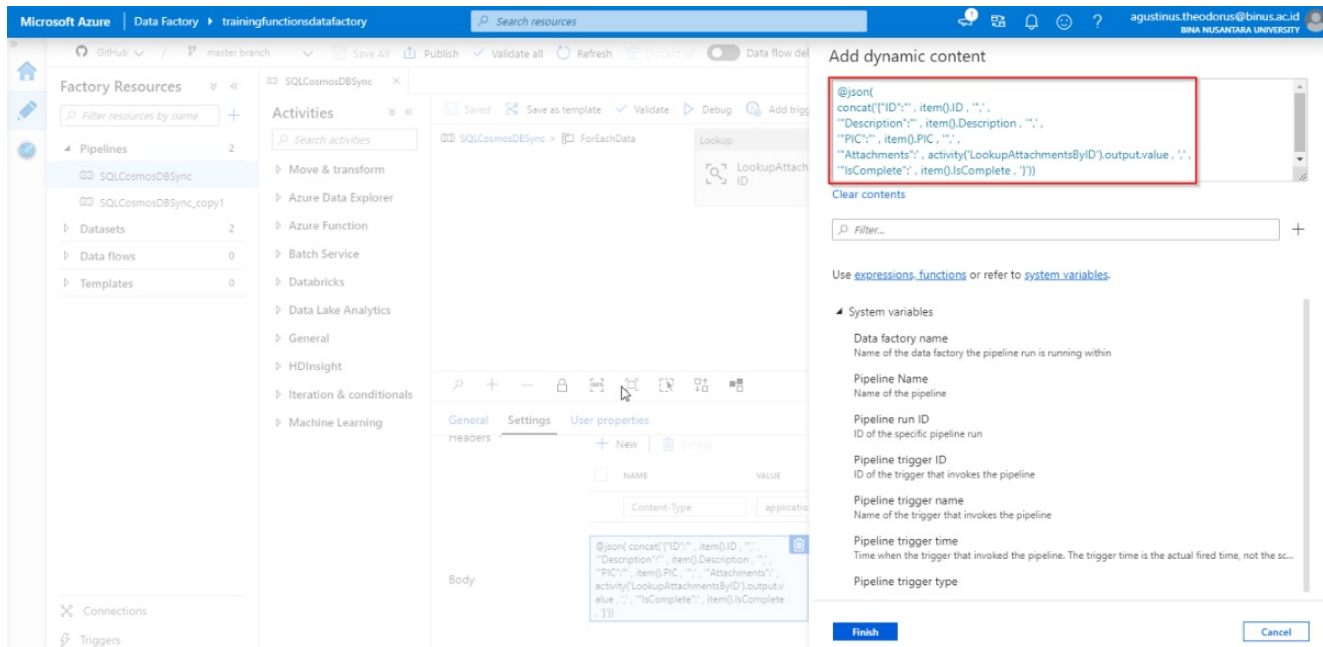 Microsoft Azure | Data Factory ▸ trainingfunctionsdatafactory
Search resources
1
agustinus.theodorus@binus.ac.id
BINA NUSANTARA UNIVERSITY
GitHub / master branch
Save All Publish Validate all Refresh Discard all Data flow del
Factory Resources
Filter resources by name
Pipelines 2
SQLCosmosDBSync
SQLCosmosDBSync_copy1
Datasets 2
Data flows 0
Templates 0
Connections
Triggers
SQLCosmosDBSync
Activities
Search activities
Move & transform
Azure Data Explorer
Azure Function
Batch Service
Databricks
Data Lake Analytics
General
HDInsight
Iteration & conditionals
Machine Learning
Saved Save as template Validate Debug Add trigg
SQLCosmosDBSync > ForEachData
Lookup
LookupAttach
ID
General Settings User properties
Headers
New Delete
NAME VALUE
Content-Type applicatio
Body
@json( concat('{"ID":"' , item().ID , '",' ,
'"Description":"' , item().Description , '",' ,
'"PIC":"' , item().PIC , '",' , '"Attachments":' ,
activity('LookupAttachmentsByID').output.v
alue , ',' , '"IsComplete":' , item().IsComplete
, '}'))
Add dynamic content
@json(
concat('{"ID":"' , item().ID , '",' ,
'"Description":"' , item().Description , '",' ,
'"PIC":"' , item().PIC , '",' ,
'"Attachments":' , activity('LookupAttachmentsByID').output.value , ',' ,
'"IsComplete":' , item().IsComplete , '}'))
Clear contents
Filter...
Use expressions, functions or refer to system variables.
System variables
Data factory name
Name of the data factory the pipeline run is running within
Pipeline Name
Name of the pipeline
Pipeline run ID
ID of the specific pipeline run
Pipeline trigger ID
ID of the trigger that invokes the pipeline
Pipeline trigger name
Name of the trigger that invokes the pipeline
Pipeline trigger time
Time when the trigger that invoked the pipeline. The trigger time is the actual fired time, not the sc...
Pipeline trigger type
Finish
Cancel